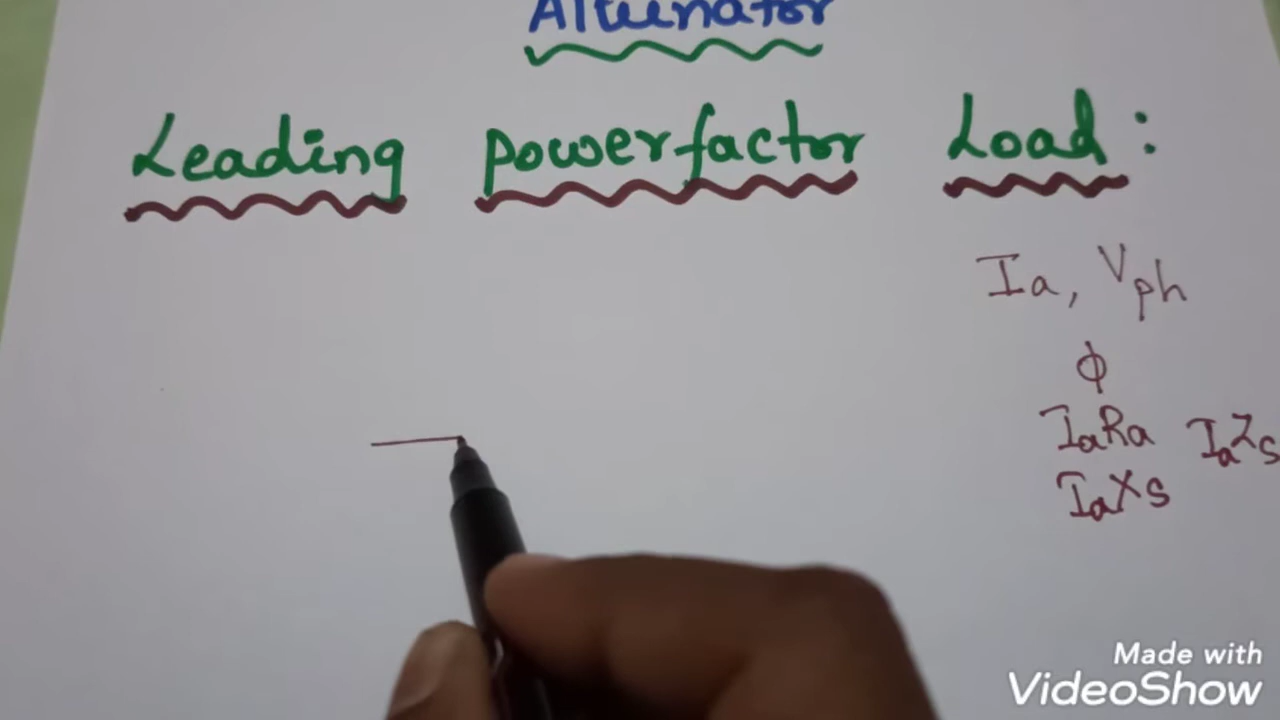 Alternator
Leading powerfactor Load:
Ia, Vph
ϕ
IaRa IaZs
IaXs
Made with
VideoShow